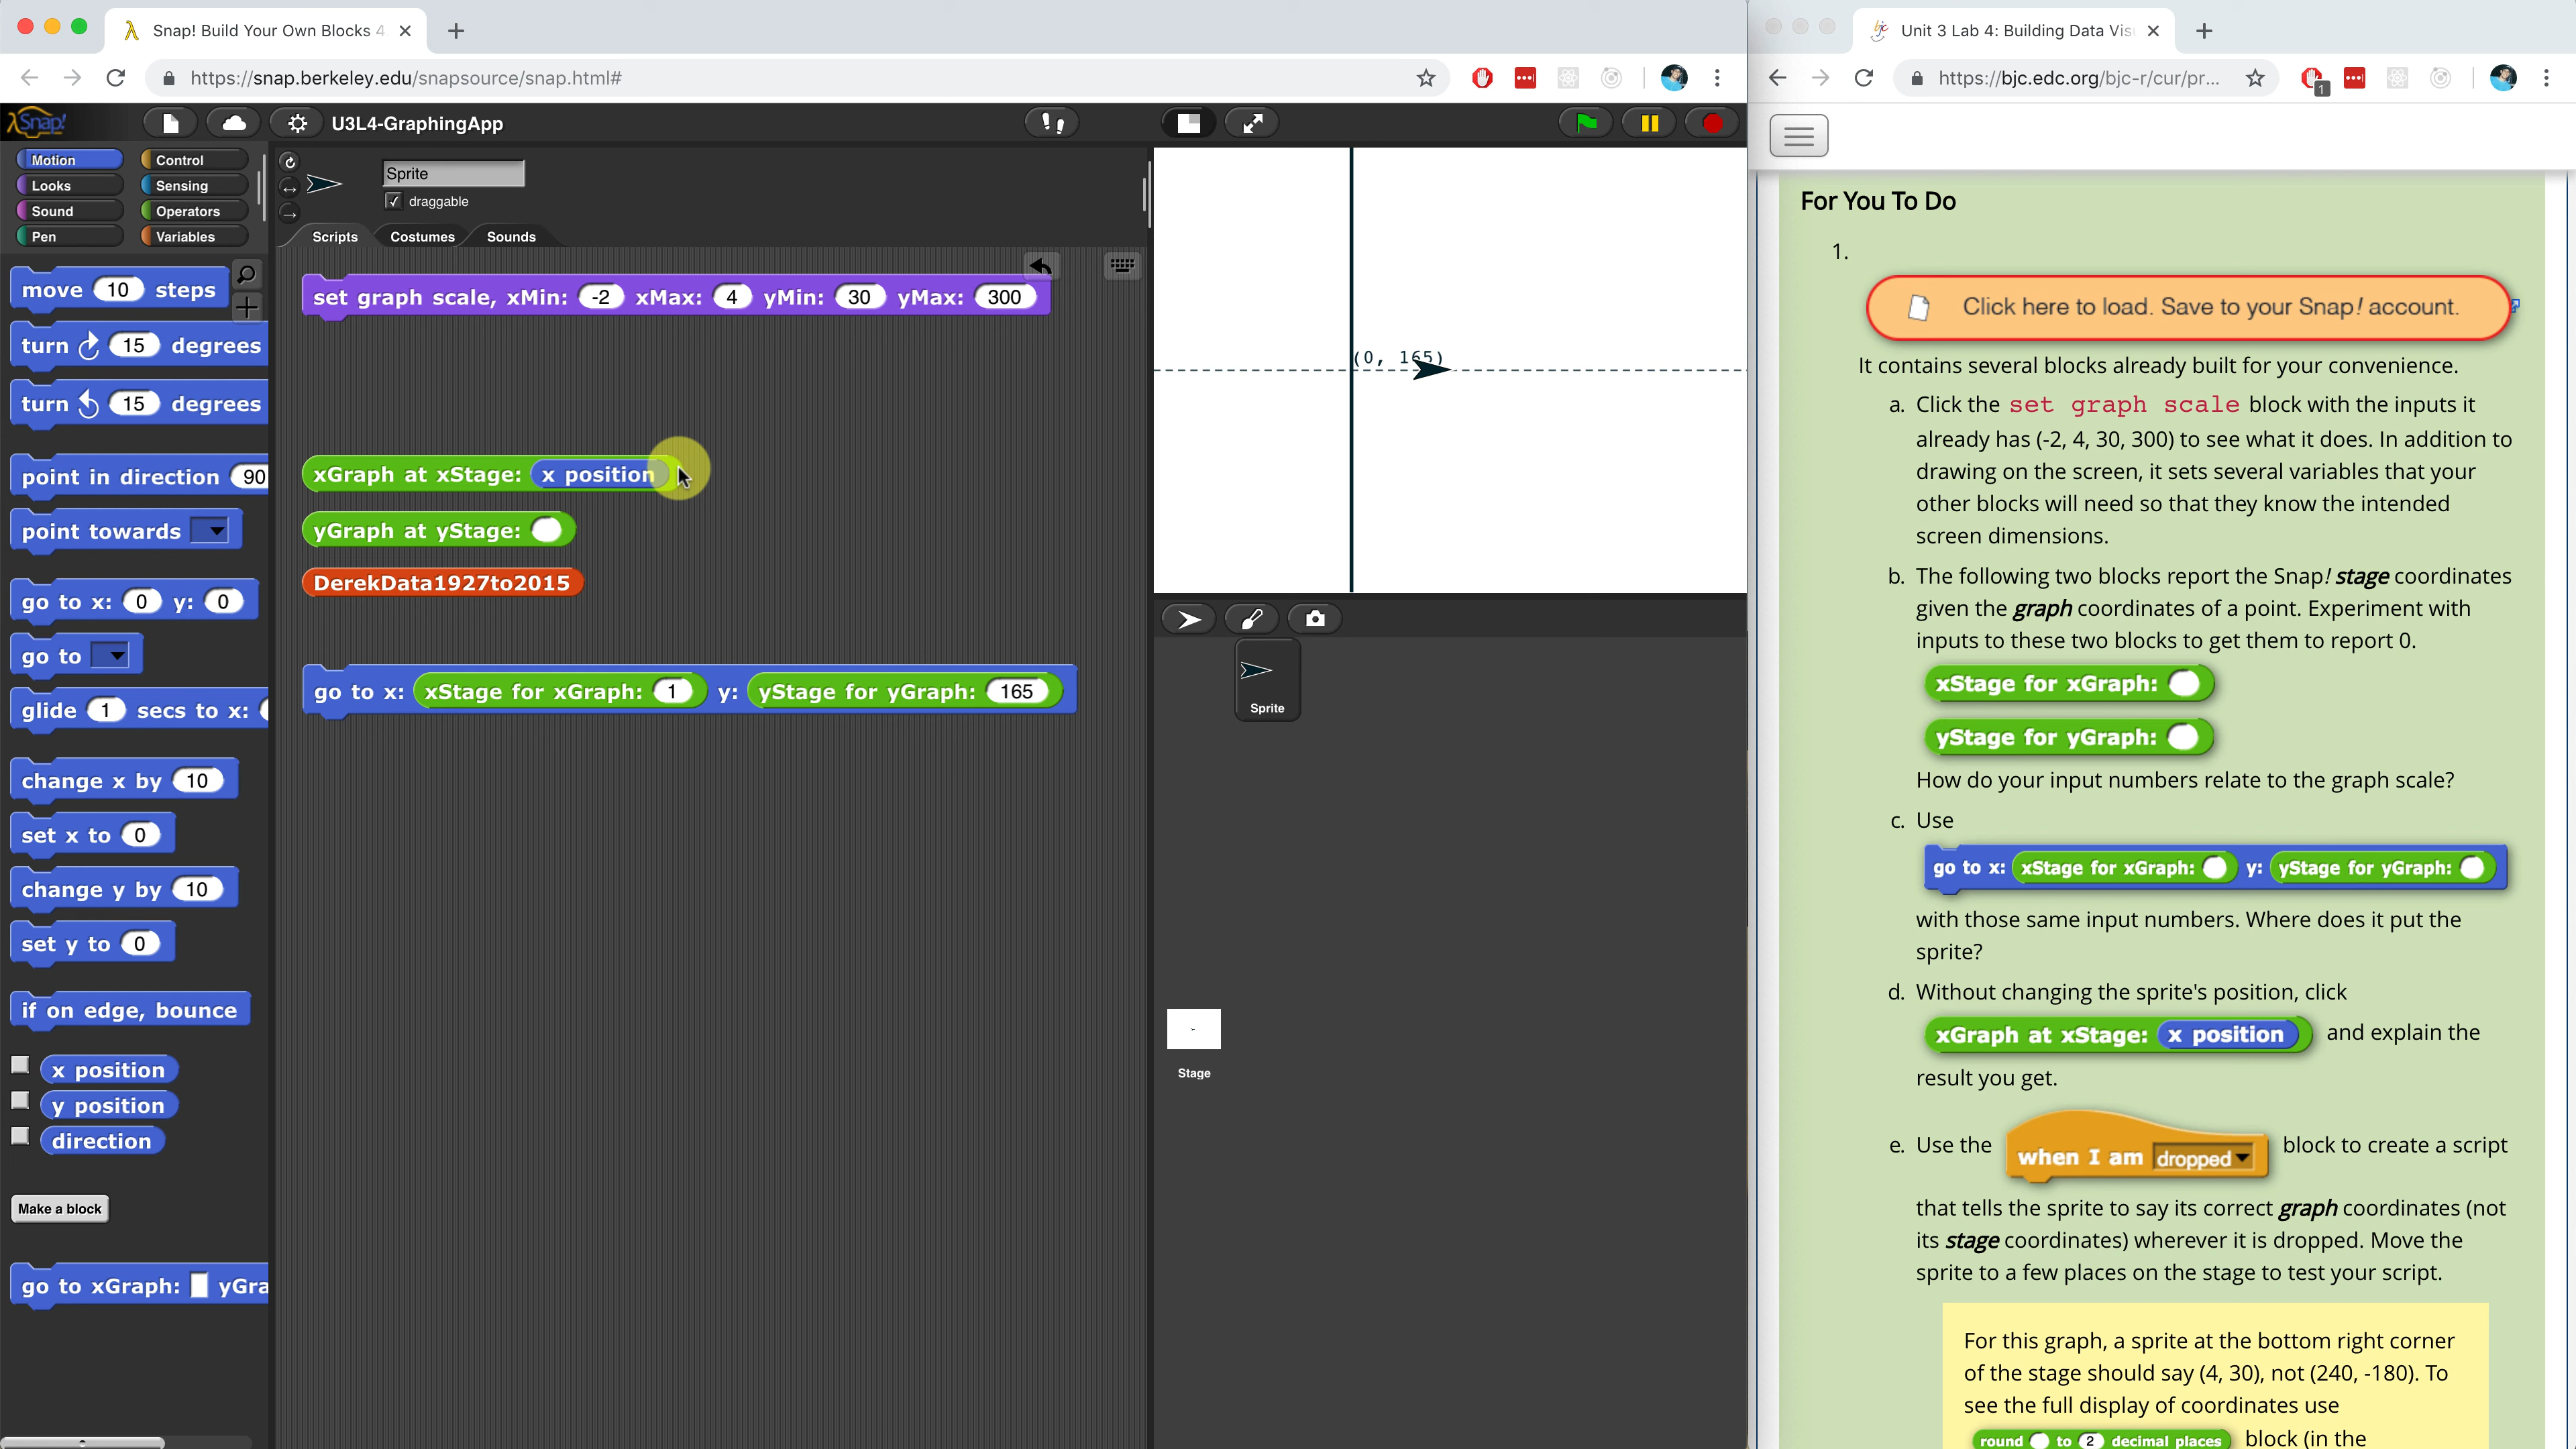 Snap! Build Your Own Blocks 4
https://snap.berkeley.edu/snapsource/snap.html#
Snap!
U3L4-GraphingApp
Motion
Control
Looks
Sensing
Sound
Operators
Pen
Variables
Sprite
draggable
Scripts
Costumes
Sounds
move 10 steps
turn 15 degrees
turn 15 degrees
point in direction 90
point towards
go to x: 0 y: 0
go to
glide 1 secs to x:
change x by 10
set x to 0
change y by 10
set y to 0
if on edge, bounce
x position
y position
direction
Make a block
go to xGraph: yGra
set graph scale, xMin: -2 xMax: 4 yMin: 30 yMax: 300
xGraph at xStage: x position
yGraph at yStage:
DerekData1927to2015
go to x: xStage for xGraph: 1 y: yStage for yGraph: 165
(0, 165)
Sprite
Stage
Unit 3 Lab 4: Building Data Vis
https://bjc.edc.org/bjc-r/cur/pr...
1
For You To Do
1.
Click here to load. Save to your Snap! account.
It contains several blocks already built for your convenience.
a. Click the set graph scale block with the inputs it
already has (-2, 4, 30, 300) to see what it does. In addition to
drawing on the screen, it sets several variables that your
other blocks will need so that they know the intended
screen dimensions.
b. The following two blocks report the Snap! stage coordinates
given the graph coordinates of a point. Experiment with
inputs to these two blocks to get them to report 0.
xStage for xGraph:
yStage for yGraph:
How do your input numbers relate to the graph scale?
c. Use
go to x: xStage for xGraph: y: yStage for yGraph:
with those same input numbers. Where does it put the
sprite?
d. Without changing the sprite's position, click
xGraph at xStage: x position and explain the
result you get.
e. Use the when I am dropped block to create a script
that tells the sprite to say its correct graph coordinates (not
its stage coordinates) wherever it is dropped. Move the
sprite to a few places on the stage to test your script.
For this graph, a sprite at the bottom right corner
of the stage should say (4, 30), not (240, -180). To
see the full display of coordinates use
round to 2 decimal places block (in the